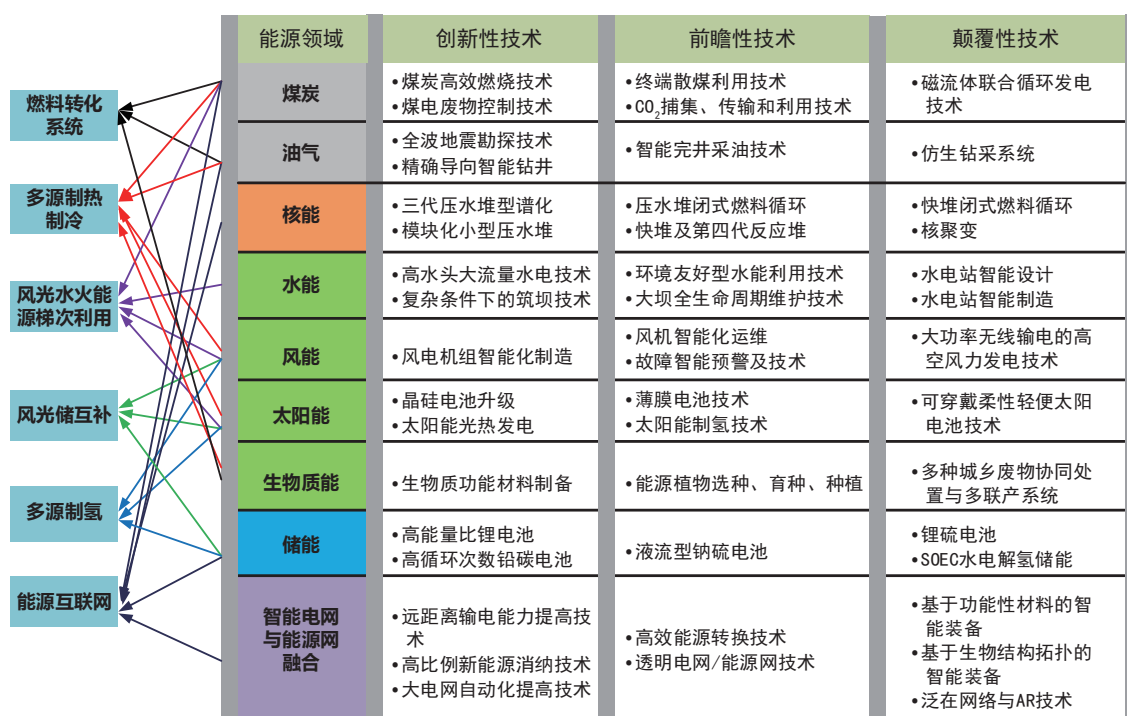 能源领域
创新性技术
前瞻性技术
颠覆性技术
燃料转化
系统
多源制热
制冷
风光水火能
源梯次利用
风光储互补
多源制氢
能源互联网
煤炭
•煤炭高效燃烧技术
•煤电废物控制技术
•终端散煤利用技术
•CO₂捕集、传输和利用技术
•磁流体联合循环发电
技术
油气
•全波地震勘探技术
•精确导向智能钻井
•智能完井采油技术
•仿生钻采系统
核能
•三代压水堆型谱化
•模块化小型压水堆
•压水堆闭式燃料循环
•快堆及第四代反应堆
•快堆闭式燃料循环
•核聚变
水能
•高水头大流量水电技术
•复杂条件下的筑坝技术
•环境友好型水能利用技术
•大坝全生命周期维护技术
•水电站智能设计
•水电站智能制造
风能
•风电机组智能化制造
•风机智能化运维
•故障智能预警及技术
•大功率无线输电的高
空风力发电技术
太阳能
•晶硅电池升级
•太阳能光热发电
•薄膜电池技术
•太阳能制氢技术
•可穿戴柔性轻便太阳
电池技术
生物质能
•生物质功能材料制备
•能源植物选种、育种、种植
•多种城乡废物协同处
置与多联产系统
储能
•高能量比锂电池
•高循环次数铅碳电池
•液流型钠硫电池
•锂硫电池
•SOEC水电解氢储能
智能电网
与能源网
融合
•远距离输电能力提高技
术
•高比例新能源消纳技术
•大电网自动化提高技术
•高效能源转换技术
•透明电网/能源网技术
•基于功能性材料的智
能装备
•基于生物结构拓扑的
智能装备
•泛在网络与AR技术